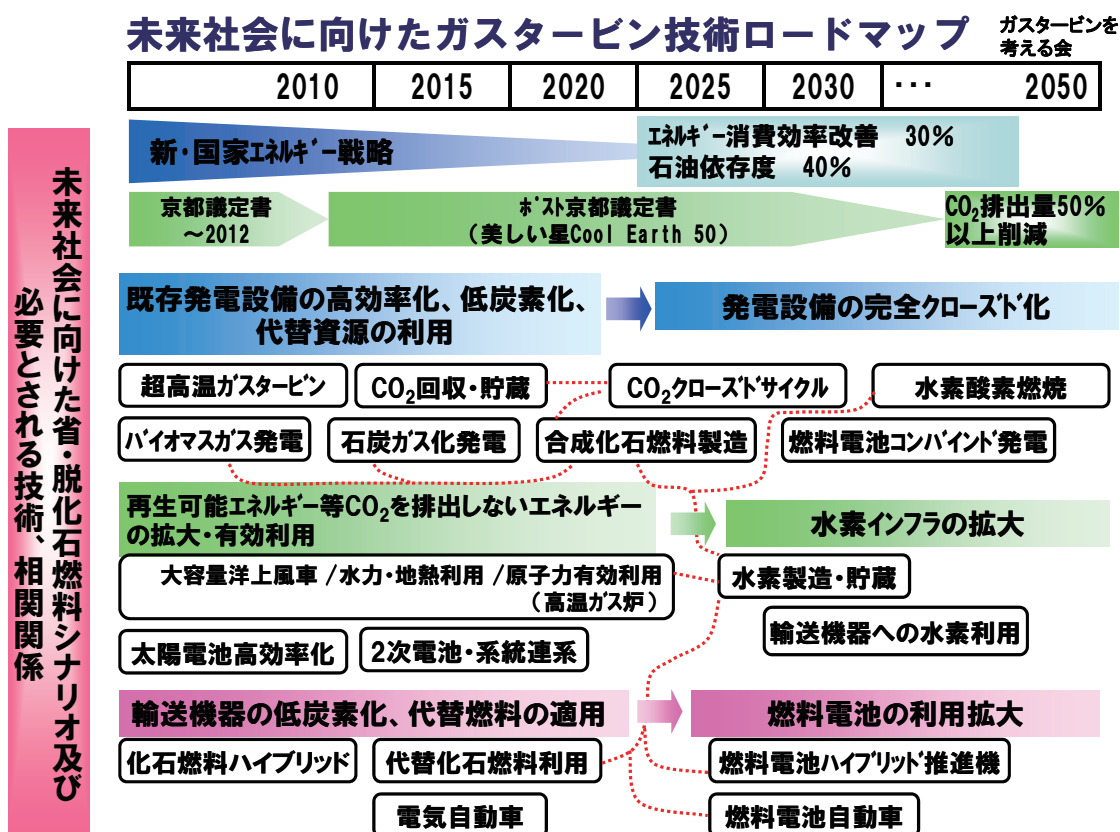 未来社会に向けたガスタービン技術ロードマップ
ガスタービンを
考える会
2010 2015 2020 2025 2030 ・・・ 2050
未来社会に向けた省・脱化石燃料シナリオ及び
必要とされる技術、相関関係
新・国家ｴﾈﾙｷﾞｰ戦略
ｴﾈﾙｷﾞｰ消費効率改善 30%
石油依存度 40%
京都議定書
～2012
ﾎﾟｽﾄ京都議定書
(美しい星Cool Earth 50)
CO₂排出量50%
以上削減
既存発電設備の高効率化、低炭素化、
代替資源の利用
発電設備の完全クローズド化
超高温ガスタービン
CO₂回収・貯蔵
CO₂クローズドサイクル
水素酸素燃焼
バイオマスガス発電
石炭ガス化発電
合成化石燃料製造
燃料電池コンバインド発電
再生可能エネルギー等CO₂を排出しないエネルギー
の拡大・有効利用
水素インフラの拡大
大容量洋上風車 /水力・地熱利用 /原子力有効利用
(高温ガス炉)
水素製造・貯蔵
輸送機器への水素利用
太陽電池高効率化
2次電池・系統連系
輸送機器の低炭素化、代替燃料の適用
燃料電池の利用拡大
化石燃料ハイブリッド
代替化石燃料利用
燃料電池ハイブリッド推進機
電気自動車
燃料電池自動車